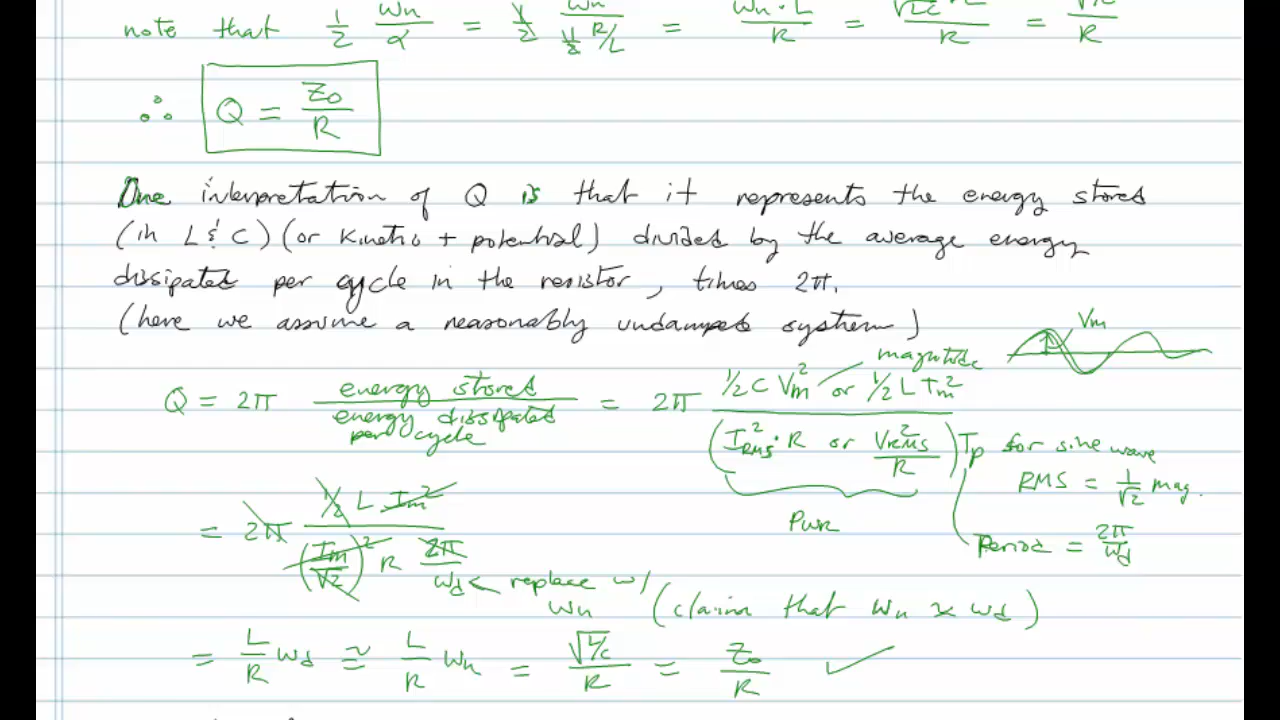 note that 1/2 ωn/α = 1/2 ωn / (1/2 R/L) = ωn·L / R = / R = / R
∴ Q = Zo/R
One interpretation of Q is that it represents the energy stored
(in L & C) (or kinetic + potential) divided by the average energy
dissipated per cycle in the resistor, times 2π.
(here we assume a reasonably undamped system)
Vm
magnitude
Q = 2π energy stored / energy dissipated per cycle = 2π (1/2 C Vm² or 1/2 L Im²) / ((IRMS²·R or VRMS²/R) Tp)
for sine wave
RMS = 1/√2 mag.
Pwr
Period = 2π/ωd
= 2π 1/2 L Im² / ((Im/√2)² R 2π/ωd)
← replace w/ ωn (claim that ωn ≈ ωd)
= L/R ωd ≅ L/R ωn = √(L/C) / R = Zo/R ✓